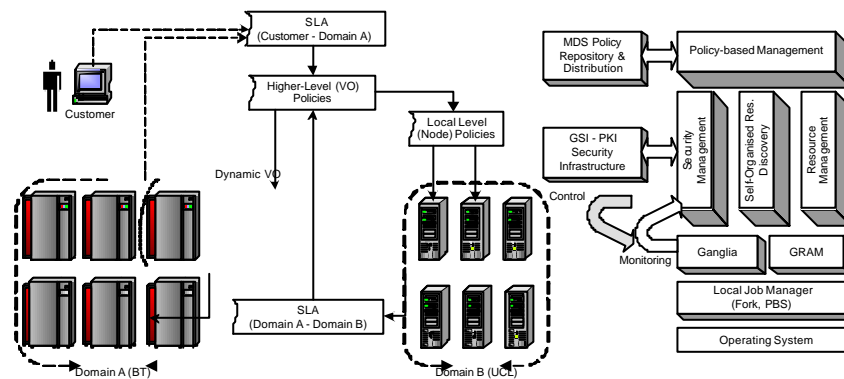 SLA
(Customer - Domain A)
Customer
Higher-Level (VO)
Policies
Local Level
(Node) Policies
Dynamic VO
SLA
(Domain A - Domain B)
Domain A (BT)
Domain B (UCL)
MDS Policy
Repository &
Distribution
Policy-based Management
GSI - PKI
Security
Infrastructure
Security
Management
Self-Organised Res.
Discovery
Resource
Management
Control
Monitoring
Ganglia
GRAM
Local Job Manager
(Fork, PBS)
Operating System